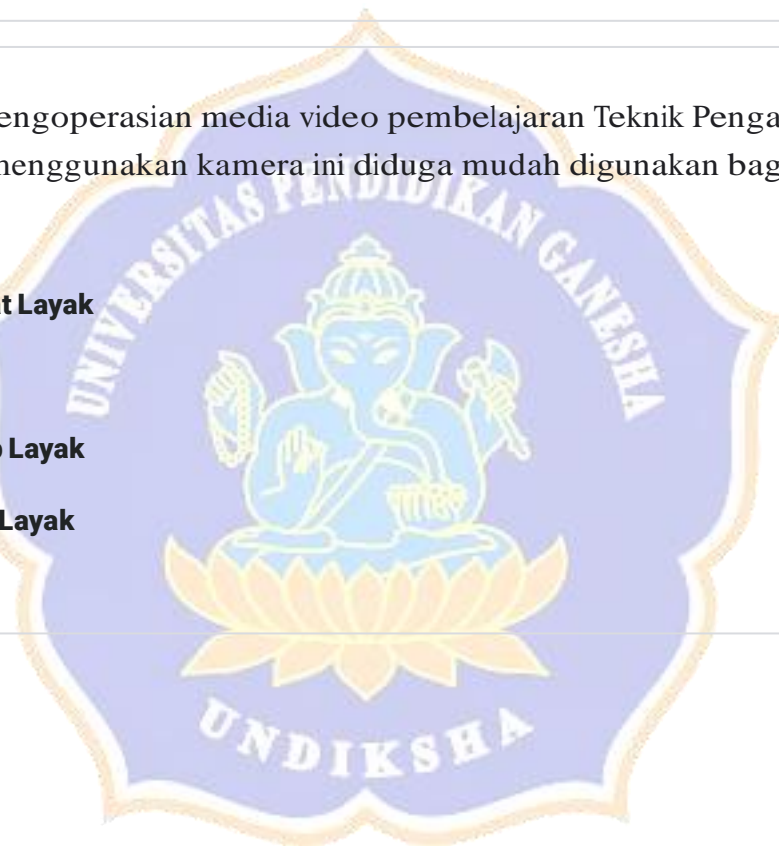 engoperasian media video pembelajaran Teknik Penga
menggunakan kamera ini diduga mudah digunakan bag
UNIVERSITAS PENDIDIKAN GANESHA
t Layak
Layak
Layak
UNDIKSHA